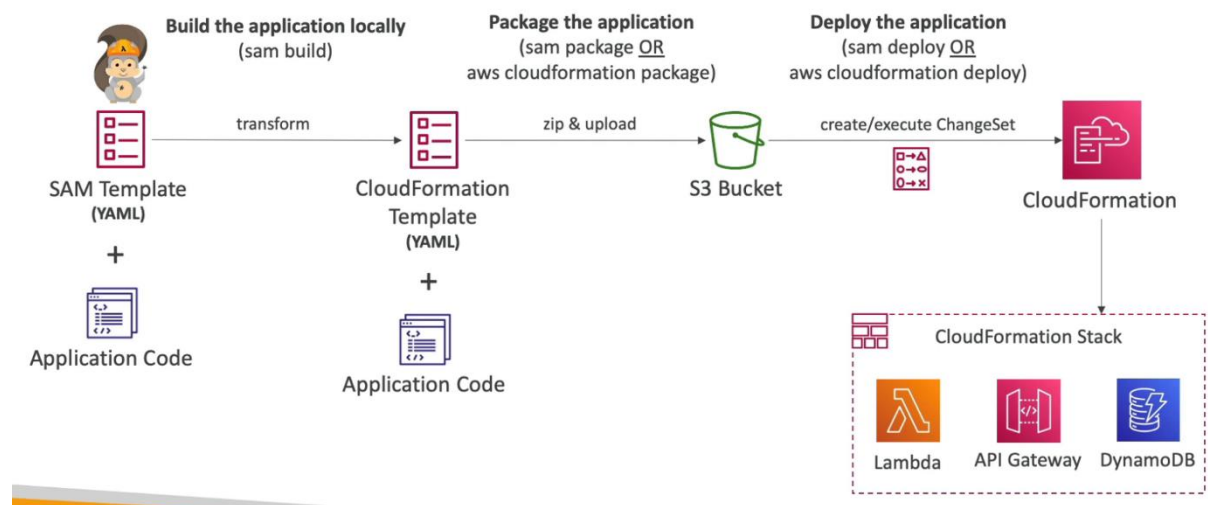 Build the application locally
(sam build)
Package the application
(sam package OR
aws cloudformation package)
Deploy the application
(sam deploy OR
aws cloudformation deploy)
transform
zip & upload
create/execute ChangeSet
SAM Template
(YAML)
+
Application Code
CloudFormation
Template
(YAML)
+
Application Code
S3 Bucket
CloudFormation
CloudFormation Stack
Lambda
API Gateway
DynamoDB